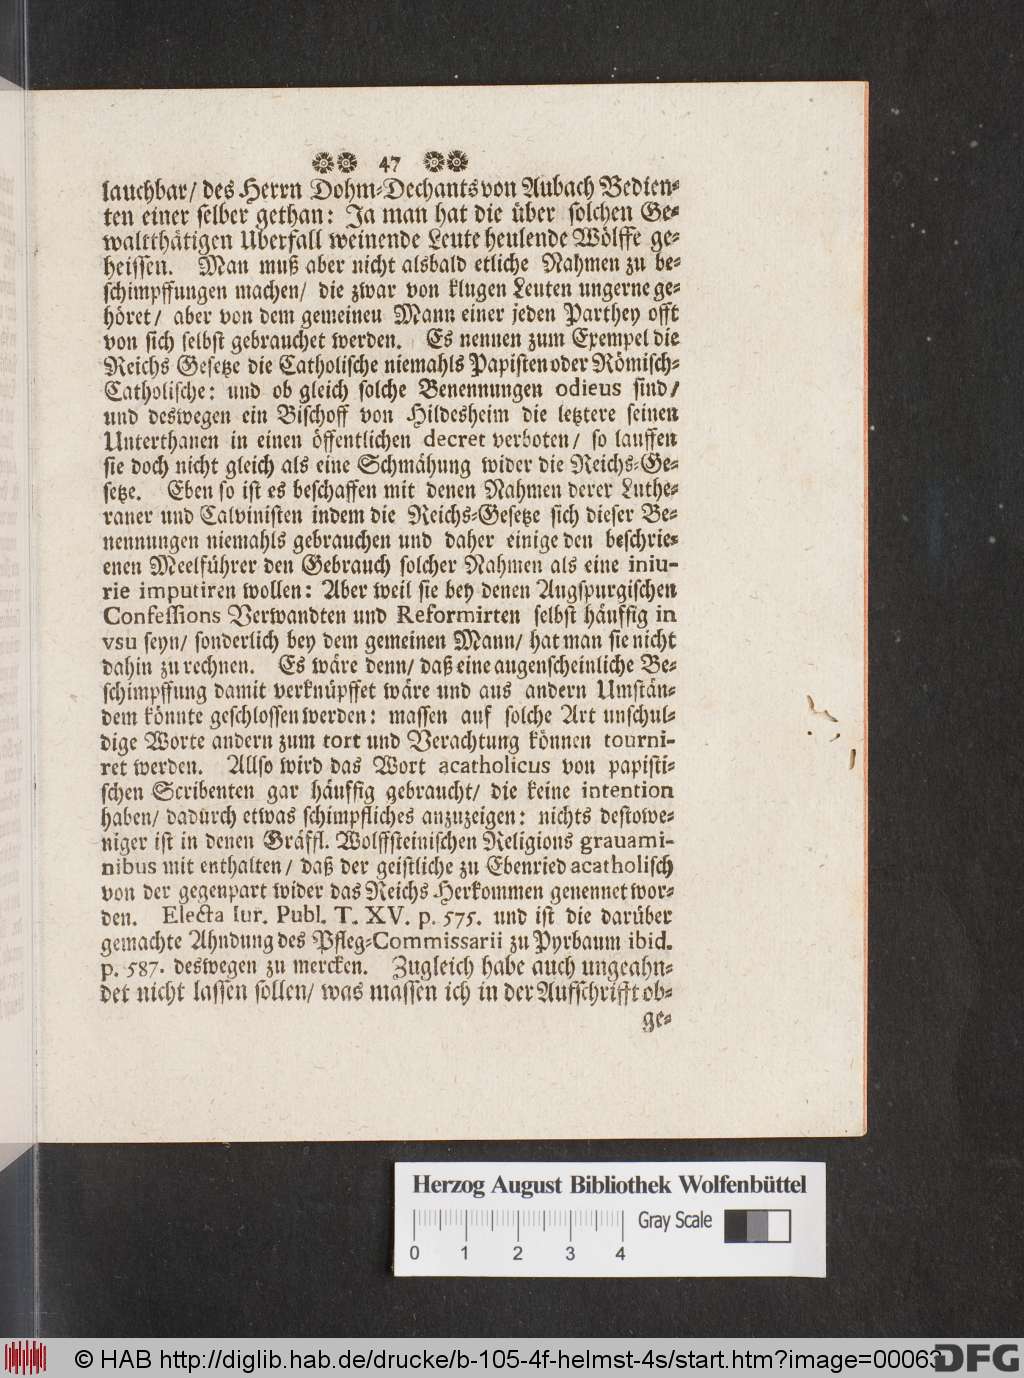 47
lauchbar/ des Herrn Dohm-Dechants von Aubach Bedien-
ten einer selber gethan: Ja man hat die über solchen Ge-
waltthätigen Uberfall weinende Leute heulende Wölffe ge-
heissen. Man muß aber nicht alsbald etliche Nahmen zu be-
schimpffungen machen/ die zwar von klugen Leuten ungerne ge-
höret/ aber von dem gemeinen Mann einer jeden Parthey offt
von sich selbst gebrauchet werden. Es nennen zum Exempel die
Reichs Gesetze die Catholische niemahls Papisten oder Römisch-
Catholische: und ob gleich solche Benennungen odieus sind/
und deswegen ein Bischoff von Hildesheim die letztere seinen
Unterthanen in einen öffentlichen decret verboten/ so lauffen
sie doch nicht gleich als eine Schmähung wider die Reichs-Ge-
setze. Eben so ist es beschaffen mit denen Nahmen derer Luthe-
raner und Calvinisten indem die Reichs-Gesetze sich dieser Be-
nennungen niemahls gebrauchen und daher einige den beschrie-
enen Meelführer den Gebrauch solcher Nahmen als eine iniu-
rie imputiren wollen: Aber weil sie bey denen Augspurgischen
Confessions Verwandten und Reformirten selbst häuffig in
vsu seyn/ sonderlich bey dem gemeinen Mann/ hat man sie nicht
dahin zu rechnen. Es wäre denn/ daß eine augenscheinliche Be-
schimpffung damit verknüpffet wäre und aus andern Umstän-
dem könnte geschlossen werden: massen auf solche Art unschul-
dige Worte andern zum tort und Verachtung können tourni-
ret werden. Allso wird das Wort acatholicus von papisti-
schen Scribenten gar häuffig gebraucht/ die keine intention
haben/ dadurch etwas schimpfliches anzuzeigen: nichts destowe-
niger ist in denen Gräffl. Wolffsteinischen Religions grauami-
nibus mit enthalten/ daß der geistliche zu Ebenried acatholisch
von der gegenpart wider das Reichs Herkommen genennet wor-
den. Electa Iur. Publ. T. XV. p. 575. und ist die darüber
gemachte Ahndung des Pfleg-Commissarii zu Pyrbaum ibid.
p. 587. deswegen zu mercken. Zugleich habe auch ungeahn-
det nicht lassen sollen/ was massen ich in der Aufschrifft ob-
ge-
Herzog August Bibliothek Wolfenbüttel
Gray Scale
0 1 2 3 4
© HAB http://diglib.hab.de/drucke/b-105-4f-helmst-4s/start.htm?image=00063
DFG